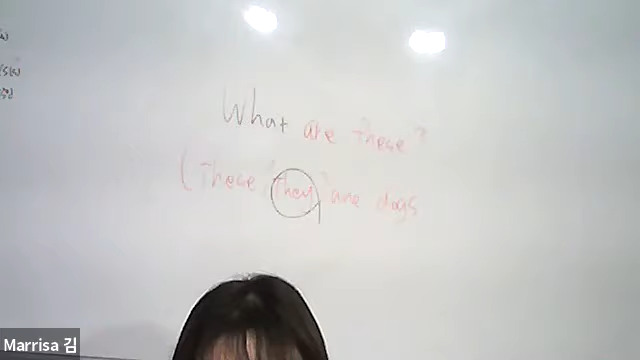 What are these?
(These "they" are dogs
Marrisa 김